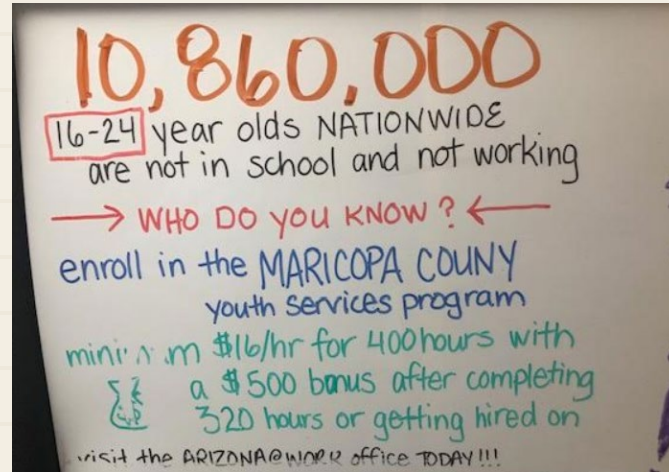 10,860,000
16-24 year olds NATIONWIDE
are not in school and not working
WHO DO YOU KNOW?
enroll in the MARICOPA COUNY
youth services program
$16/hr for 400 hours with
a $500 bonus after completing
320 hours or getting hired on
visit the ARIZONA@WORK office TODAY!!!